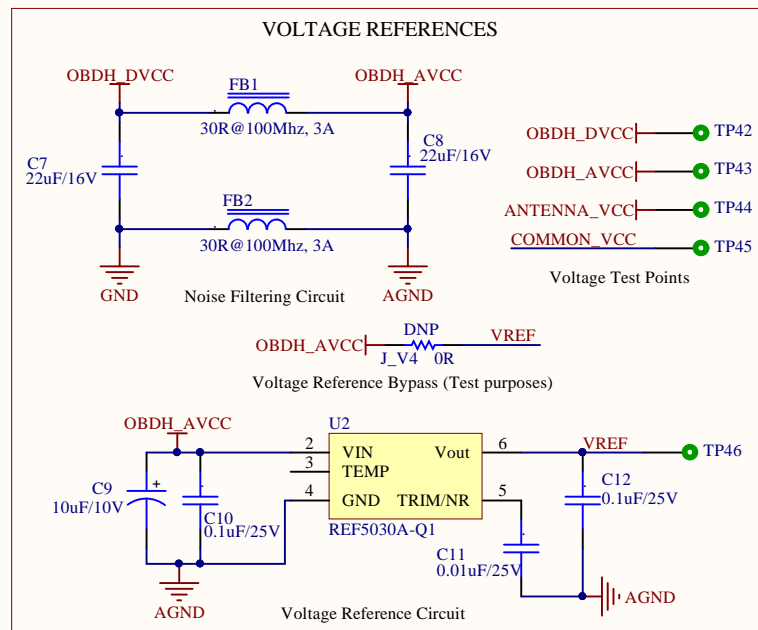 VOLTAGE REFERENCES
OBDH_DVCC
FB1
OBDH_AVCC
30R@100Mhz, 3A
C7
22uF/16V
C8
22uF/16V
FB2
30R@100Mhz, 3A
GND
Noise Filtering Circuit
AGND
OBDH_DVCC
TP42
OBDH_AVCC
TP43
ANTENNA_VCC
TP44
COMMON_VCC
TP45
Voltage Test Points
DNP
OBDH_AVCC
VREF
J_V4
0R
Voltage Reference Bypass (Test purposes)
OBDH_AVCC
U2
2
VIN
Vout
6
VREF
TP46
3
TEMP
4
GND
TRIM/NR
5
REF5030A-Q1
C9
10uF/10V
C10
0.1uF/25V
C11
0.01uF/25V
C12
0.1uF/25V
AGND
AGND
Voltage Reference Circuit